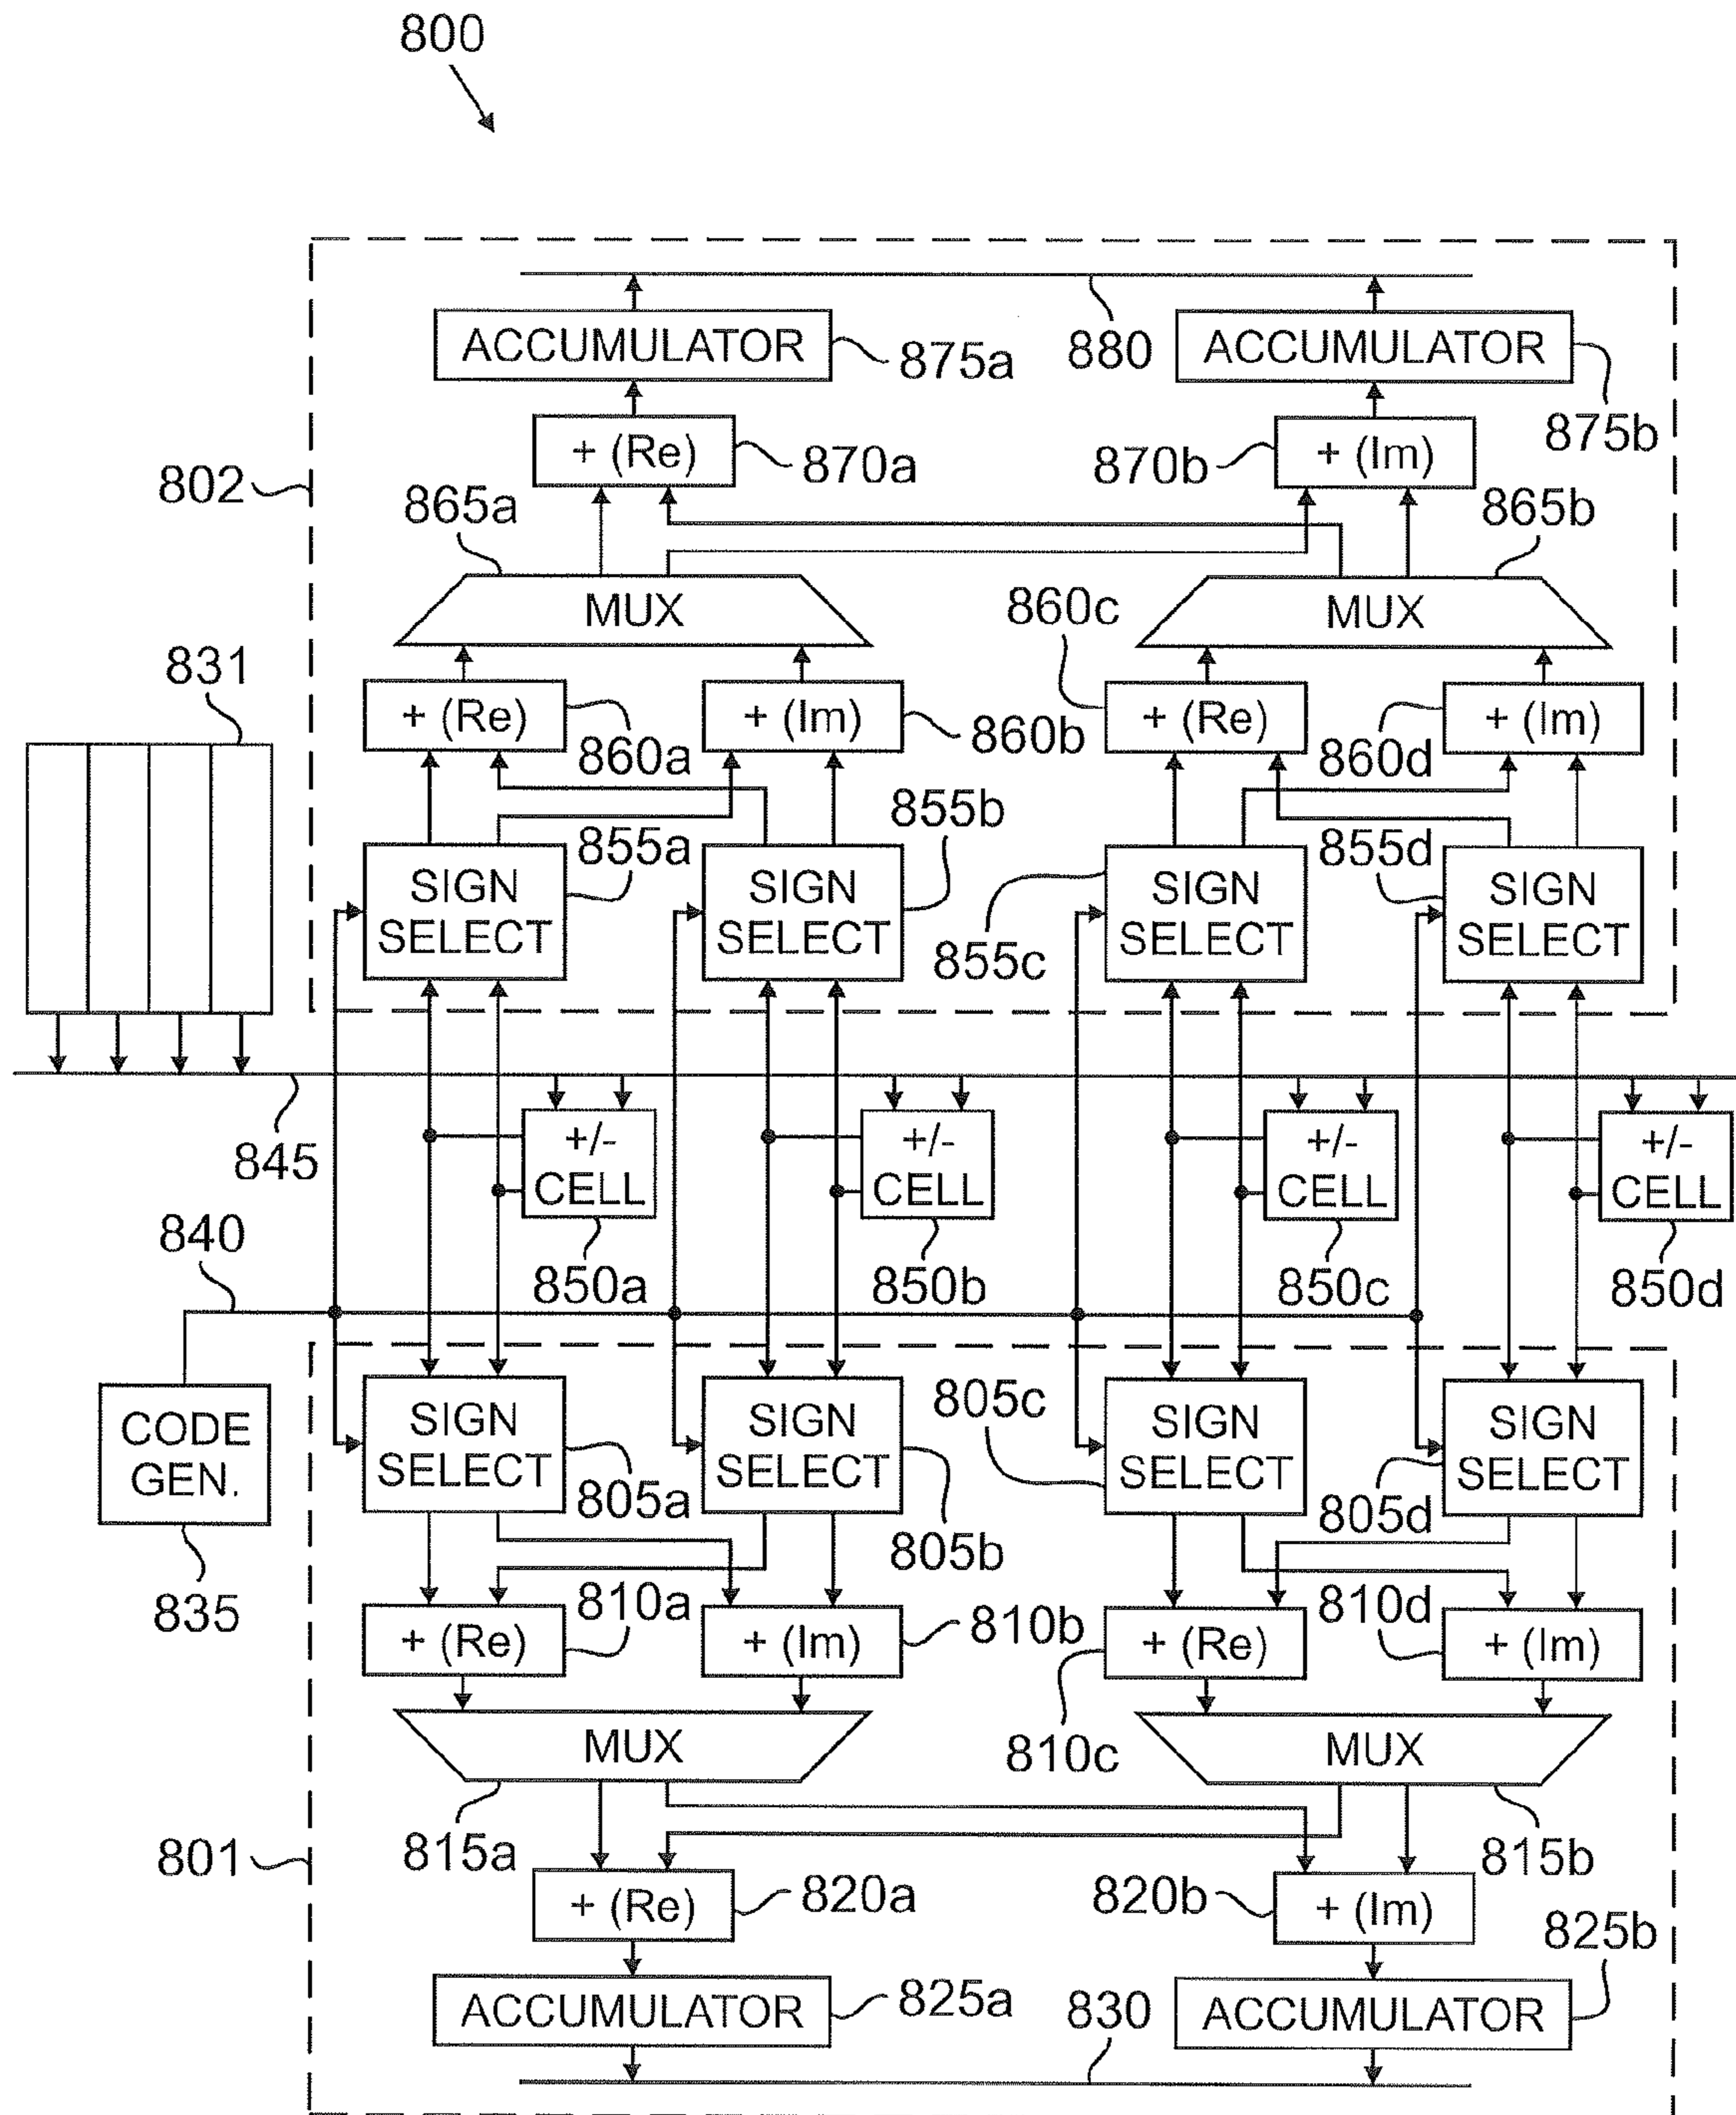 800
ACCUMULATOR
875a
880
ACCUMULATOR
875b
+ (Re)
870a
870b
+ (Im)
802
865a
865b
MUX
860c
MUX
831
+ (Re)
860a
+ (Im)
860b
+ (Re)
860d
+ (Im)
855a
855b
855d
SIGN
SELECT
SIGN
SELECT
855c
SIGN
SELECT
SIGN
SELECT
845
+/-
CELL
+/-
CELL
+/-
CELL
+/-
CELL
840
850a
850b
850c
850d
CODE
GEN.
835
SIGN
SELECT
805a
SIGN
SELECT
805b
805c
SIGN
SELECT
805d
SIGN
SELECT
810a
+ (Re)
+ (Im)
810b
+ (Re)
810c
810d
+ (Im)
MUX
MUX
801
815a
815b
+ (Re)
820a
820b
+ (Im)
825b
ACCUMULATOR
825a
830
ACCUMULATOR